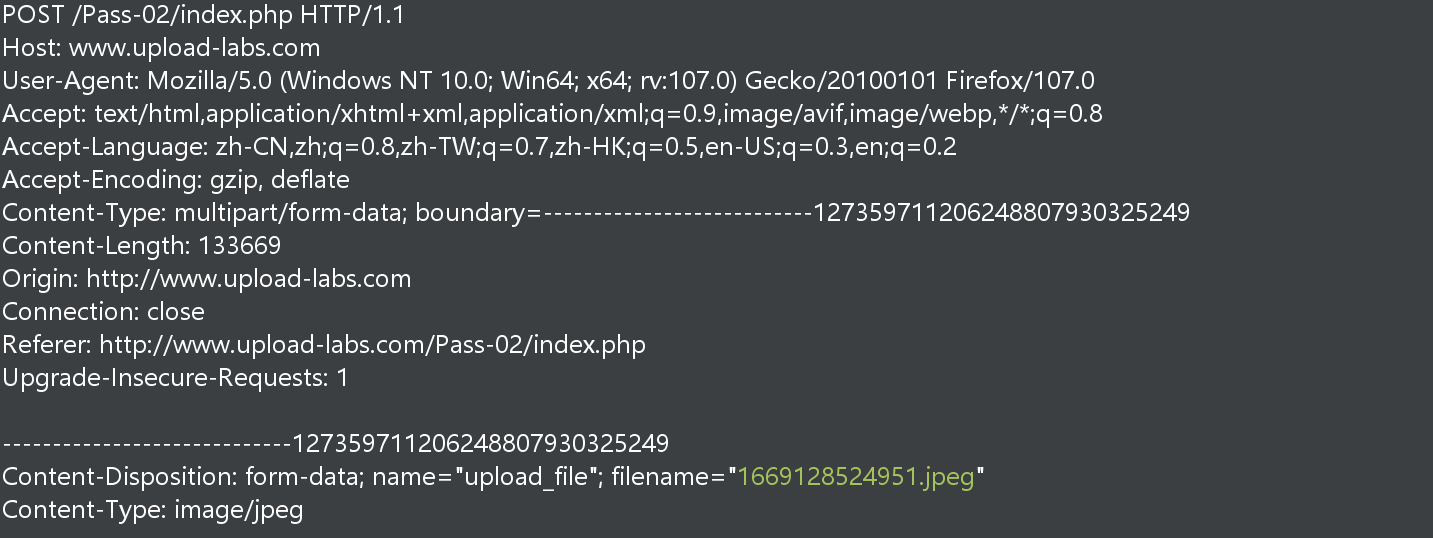 POST /Pass-02/index.php HTTP/1.1
Host: www.upload-labs.com
User-Agent: Mozilla/5.0 (Windows NT 10.0; Win64; x64; rv:107.0) Gecko/20100101 Firefox/107.0
Accept: text/html,application/xhtml+xml,application/xml;q=0.9,image/avif,image/webp,*/*;q=0.8
Accept-Language: zh-CN,zh;q=0.8,zh-TW;q=0.7,zh-HK;q=0.5,en-US;q=0.3,en;q=0.2
Accept-Encoding: gzip, deflate
Content-Type: multipart/form-data; boundary=---------------------------1273597112062488079303​25249
Content-Length: 133669
Origin: http://www.upload-labs.com
Connection: close
Referer: http://www.upload-labs.com/Pass-02/index.php
Upgrade-Insecure-Requests: 1

-----------------------------127359711206248807930325249
Content-Disposition: form-data; name="upload_file"; filename="1669128524951.jpeg"
Content-Type: image/jpeg